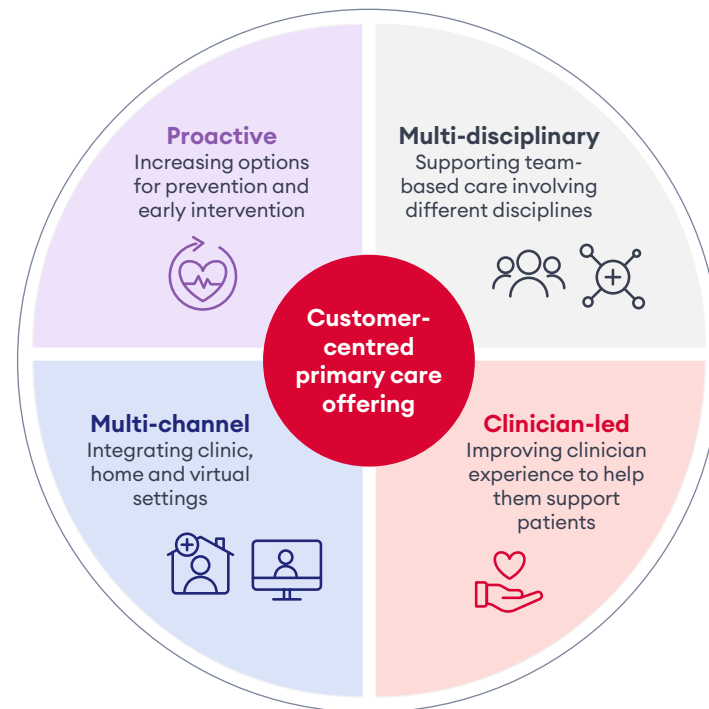 Proactive
Increasing options
for prevention and
early intervention
Multi-disciplinary
Supporting team-
based care involving
different disciplines
Customer-
centred
primary care
offering
Multi-channel
Integrating clinic,
home and virtual
settings
Clinician-led
Improving clinician
experience to help
them support
patients